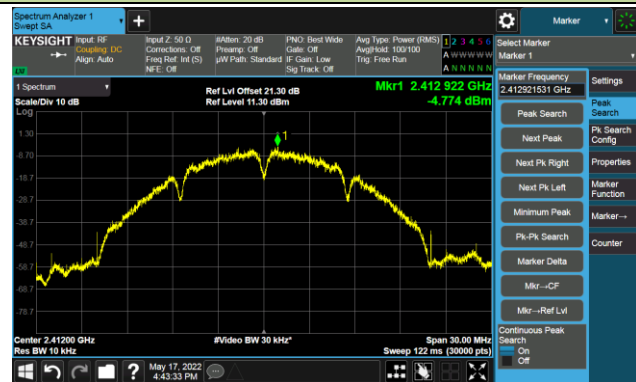 Spectrum Analyzer 1
Swept SA
Marker
KEYSIGHT
Input: RF
Coupling: DC
Align: Auto
Input Z: 50 Ω
Corrections: Off
Freq Ref: Int (S)
NFE: Off
#Atten: 20 dB
Preamp: Off
µW Path: Standard
PNO: Best Wide
Gate: Off
IF Gain: Low
Sig Track: Off
Avg Type: Power (RMS)
Avg|Hold: 100/100
Trig: Free Run
1 2 3 4 5 6
A W W W W W
A N N N N N
LW
Select Marker
Marker 1
1 Spectrum
Scale/Div 10 dB
Log
Ref Lvl Offset 21.30 dB
Ref Level 11.30 dBm
Mkr1 2.412 922 GHz
-4.774 dBm
1.30
-8.70
-18.7
-28.7
-38.7
-48.7
-58.7
-68.7
-78.7
1
Center 2.41200 GHz
Res BW 10 kHz
#Video BW 30 kHz*
Span 30.00 MHz
Sweep 122 ms (30000 pts)
Marker Frequency
2.412921531 GHz
Peak Search
Next Peak
Next Pk Right
Next Pk Left
Minimum Peak
Pk-Pk Search
Marker Delta
Mkr→CF
Mkr→Ref Lvl
Continuous Peak
Search
On
Off
Settings
Peak
Search
Pk Search
Config
Properties
Marker
Function
Marker→
Counter
May 17, 2022
4:43:33 PM